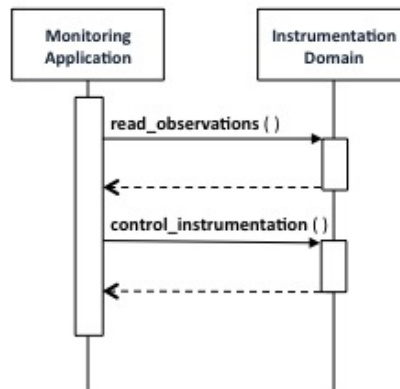 Monitoring
Application
Instrumentation
Domain
read_observations ( )
control_instrumentation ( )